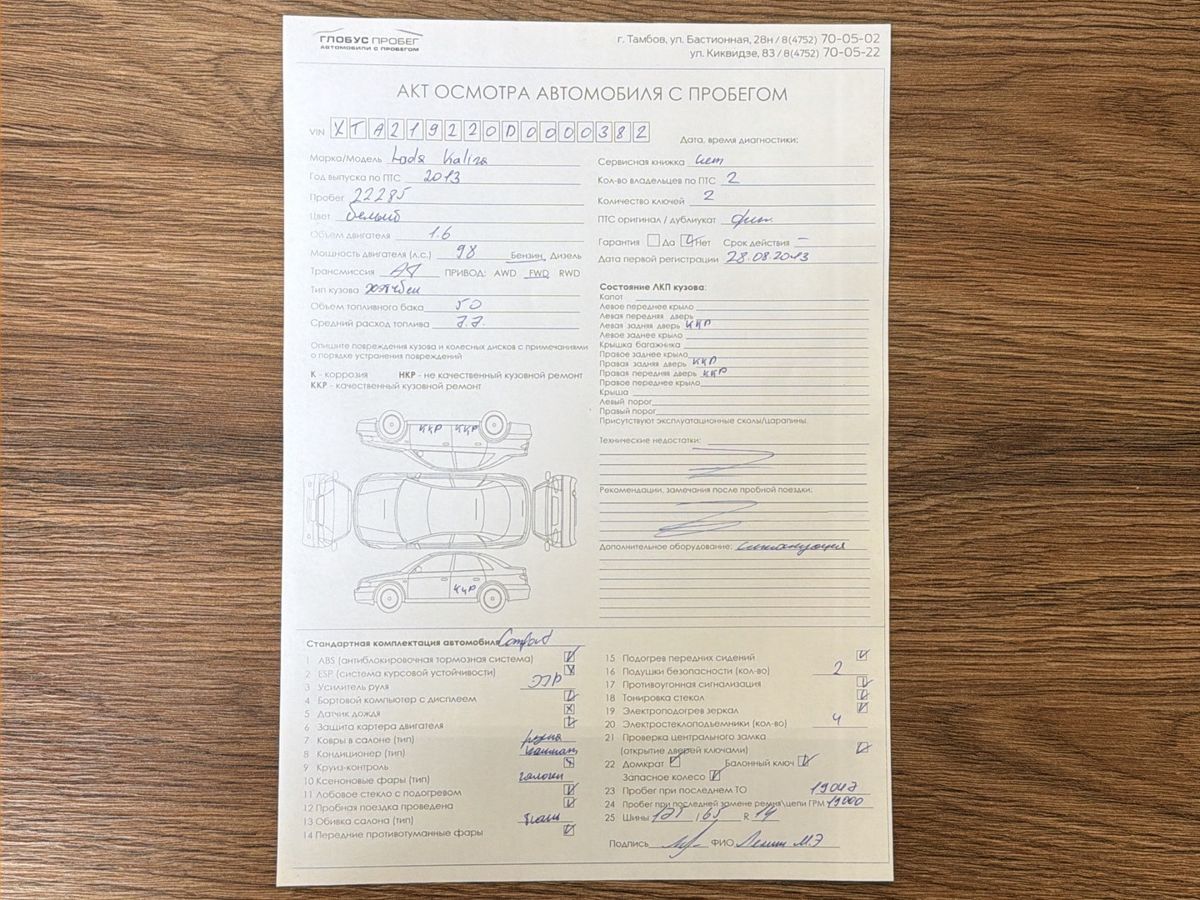 ГЛОБУС ПРОБЕГ
АВТОМОБИЛИ С ПРОБЕГОМ
г. Тамбов, ул. Бастионная, 28н / 8(4752) 70-05-02
ул. Киквидзе, 83 / 8(4752) 70-05-22
АКТ ОСМОТРА АВТОМОБИЛЯ С ПРОБЕГОМ
VIN XTA219220D0000382
Дата, время диагностики:
Марка/Модель Lada Kalina
Год выпуска по ПТС 2013
Пробег 22285
Цвет белый
Объем двигателя 1.6
Мощность двигателя (л.с.) 98 Бензин Дизель
Трансмиссия АТ ПРИВОД: AWD FWD RWD
Тип кузова хэтчбек
Объем топливного бака 50
Средний расход топлива 7.7.
Опишите повреждения кузова и колесных дисков с примечаниями
о порядке устранения повреждений
К - коррозия НКР - не качественный кузовной ремонт
ККР - качественный кузовной ремонт
ККР ККР
ККР
Сервисная книжка нет
Кол-во владельцев по ПТС 2
Количество ключей 2
ПТС оригинал / дубликат
Гарантия Да Нет Срок действия –
Дата первой регистрации 28.08.2013
Состояние ЛКП кузова:
Капот
Левое переднее крыло
Левая передняя дверь
Левая задняя дверь ККР
Левое заднее крыло
Крышка багажника
Правое заднее крыло
Правая задняя дверь ККР
Правая передняя дверь ККР
Правое переднее крыло
Крыша
Левый порог
Правый порог
Присутствуют эксплуатационные сколы/царапины.
Технические недостатки:
Рекомендации, замечания после пробной поездки:
Дополнительное оборудование: сигнализация
Стандартная комплектация автомобиля Comfort
1 ABS (антиблокировочная тормозная система)
2 ESP (система курсовой устойчивости)
3 Усилитель руля ЭУР
4 Бортовой компьютер с дисплеем
5 Датчик дождя
6 Защита картера двигателя
7 Ковры в салоне (тип) резина
8 Кондиционер (тип)
9 Круиз-контроль
10 Ксеноновые фары (тип) галоген
11 Лобовое стекло с подогревом
12 Пробная поездка проведена
13 Обивка салона (тип) ткань
14 Передние противотуманные фары
15 Подогрев передних сидений
16 Подушки безопасности (кол-во) 2
17 Противоугонная сигнализация
18 Тонировка стекол
19 Электроподогрев зеркал
20 Электростеклоподъемники (кол-во) 4
21 Проверка центрального замка
(открытие дверей ключами)
22 Домкрат Балонный ключ
Запасное колесо
23 Пробег при последнем ТО 19047
24 Пробег при последней замене ремня\цепи ГРМ 19000
25 Шины 175 / 65 R 14
Подпись ФИО